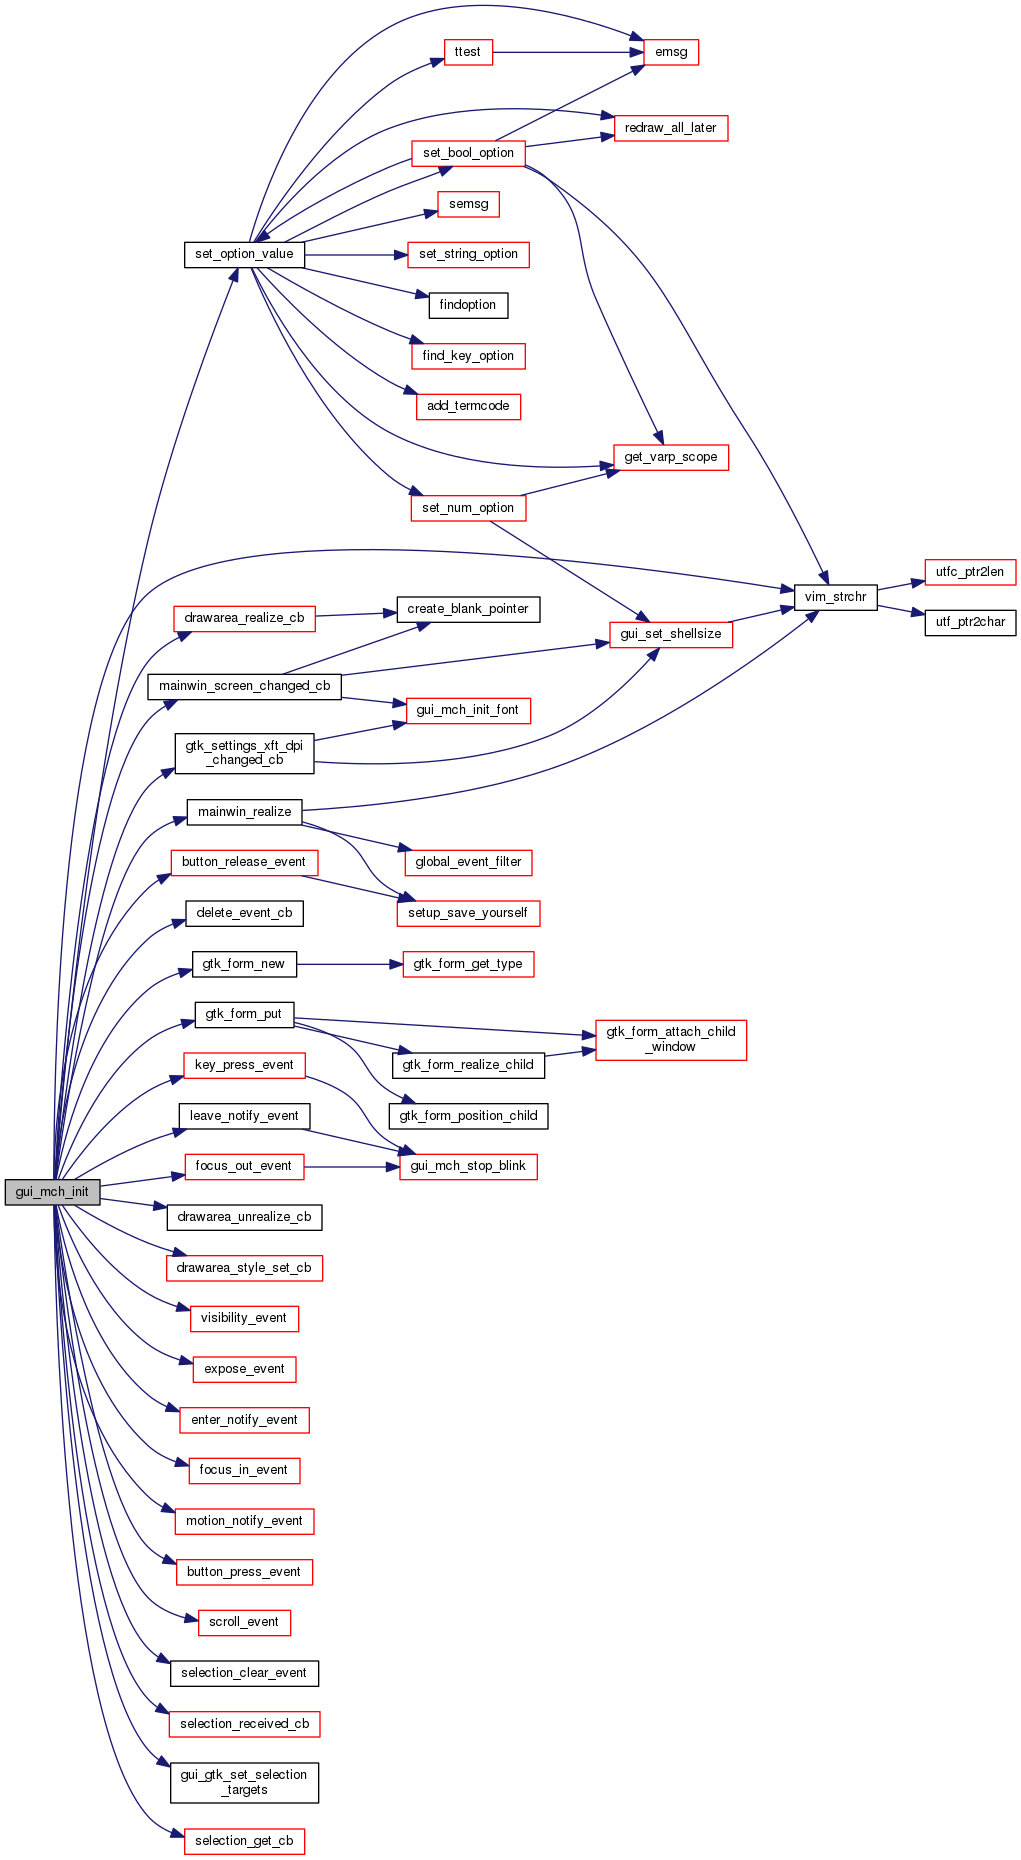 emsg
ttest
redraw_all_later
set_bool_option
semsg
set_option_value
set_string_option
findoption
find_key_option
add_termcode
get_varp_scope
set_num_option
utfc_ptr2len
vim_strchr
create_blank_pointer
drawarea_realize_cb
utf_ptr2char
gui_set_shellsize
mainwin_screen_changed_cb
gui_mch_init_font
gtk_settings_xft_dpi
_changed_cb
mainwin_realize
button_release_event
global_event_filter
delete_event_cb
setup_save_yourself
gtk_form_new
gtk_form_get_type
gtk_form_put
gtk_form_attach_child
_window
key_press_event
gtk_form_realize_child
leave_notify_event
gtk_form_position_child
focus_out_event
gui_mch_stop_blink
gui_mch_init
drawarea_unrealize_cb
drawarea_style_set_cb
visibility_event
expose_event
enter_notify_event
focus_in_event
motion_notify_event
button_press_event
scroll_event
selection_clear_event
selection_received_cb
gui_gtk_set_selection
_targets
selection_get_cb